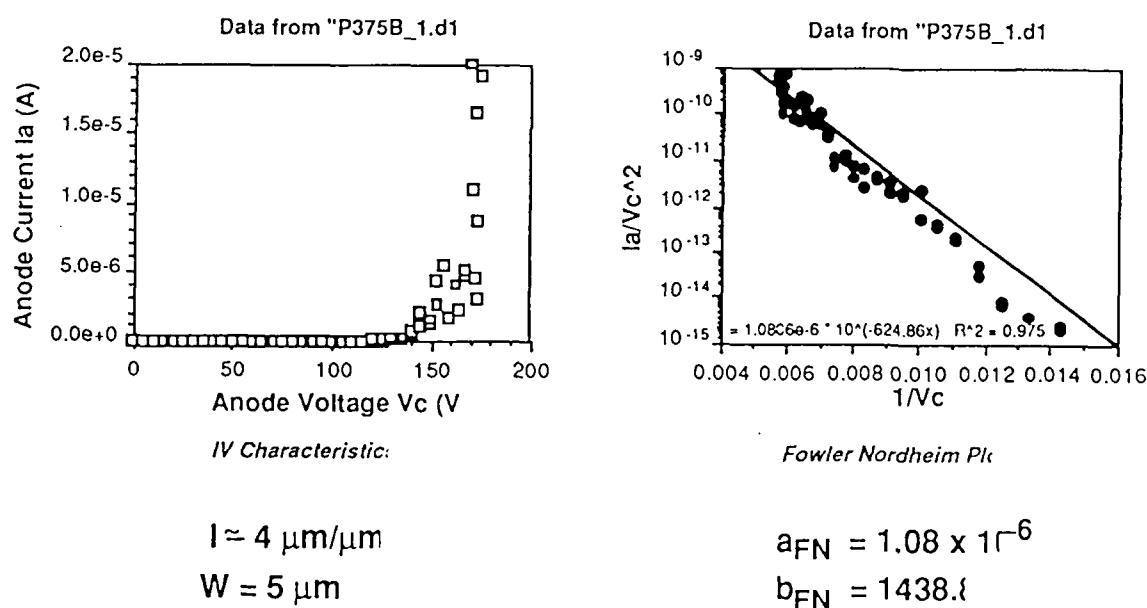 Data from "P375B_1.d1
2.0e-5
1.5e-5
1.0e-5
5.0e-6
0.0e+0
Anode Current Ia (A)
0 50 100 150 200
Anode Voltage Vc (V
IV Characteristic
I ≃ 4 µm/µm
W = 5 µm
Data from "P375B_1.d1
10⁻⁹
10⁻¹⁰
10⁻¹¹
10⁻¹²
10⁻¹³
10⁻¹⁴
10⁻¹⁵
Ia/Vc^2
= 1.0806e-6 * 10^(-624.86x) R^2 = 0.975
0.004 0.006 0.008 0.010 0.012 0.014 0.016
1/Vc
Fowler Nordheim
a_FN = 1.08 x
b_FN = 1438.